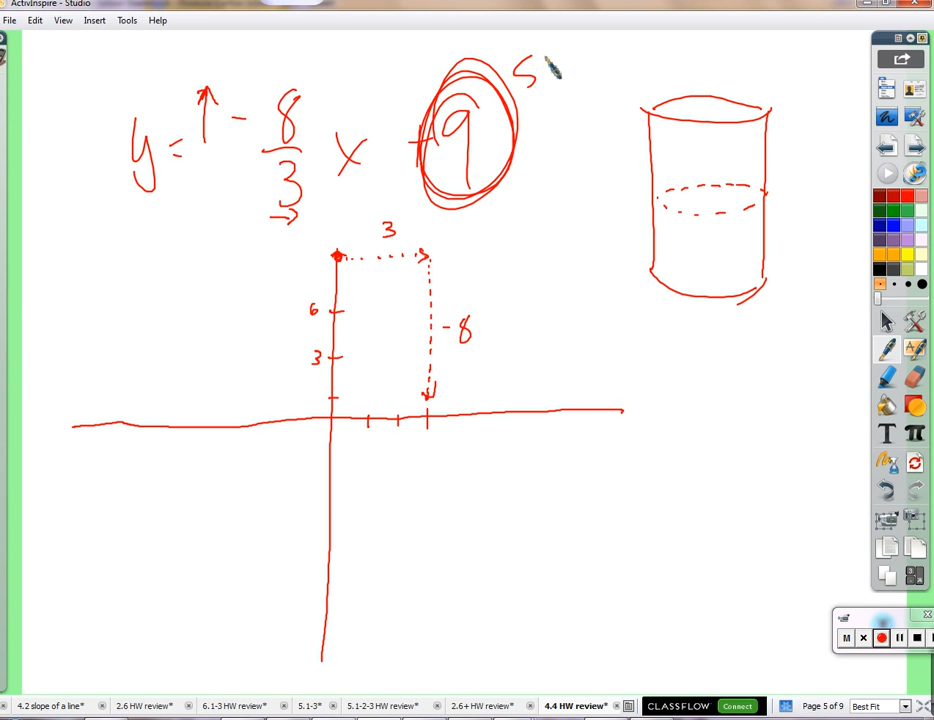 ActivInspire - Studio
File Edit View Insert Tools Help
y = - 8/3 x + 9
S
3
6
- 8
3
4.2 slope of a line* 2.6 HW review* 6.1-3 HW review* 5.1-3* 5.1-2-3 HW review* 2.6+ HW review* 4.4 HW review* CLASSFLOW Connect Page 5 of 9 Best Fit
M